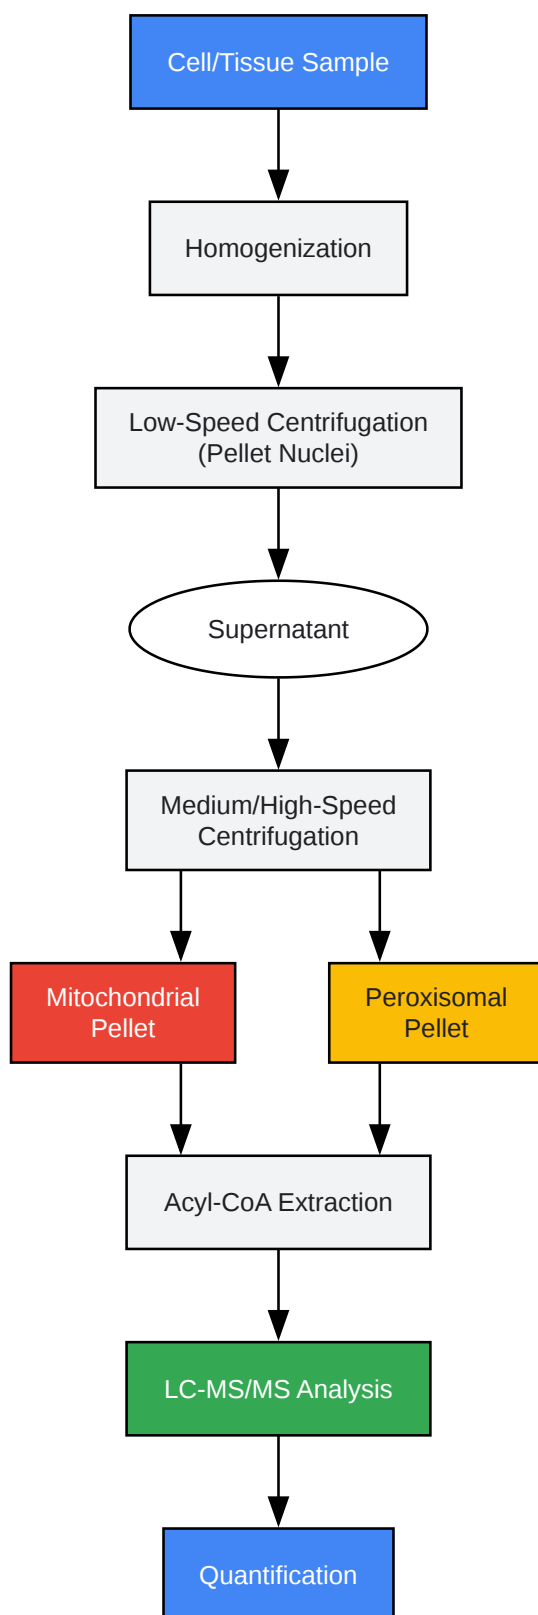 Cell/Tissue Sample
Homogenization
Low-Speed Centrifugation
(Pellet Nuclei)
Supernatant
Medium/High-Speed
Centrifugation
Mitochondrial
Pellet
Peroxisomal
Pellet
Acyl-CoA Extraction
LC-MS/MS Analysis
Quantification